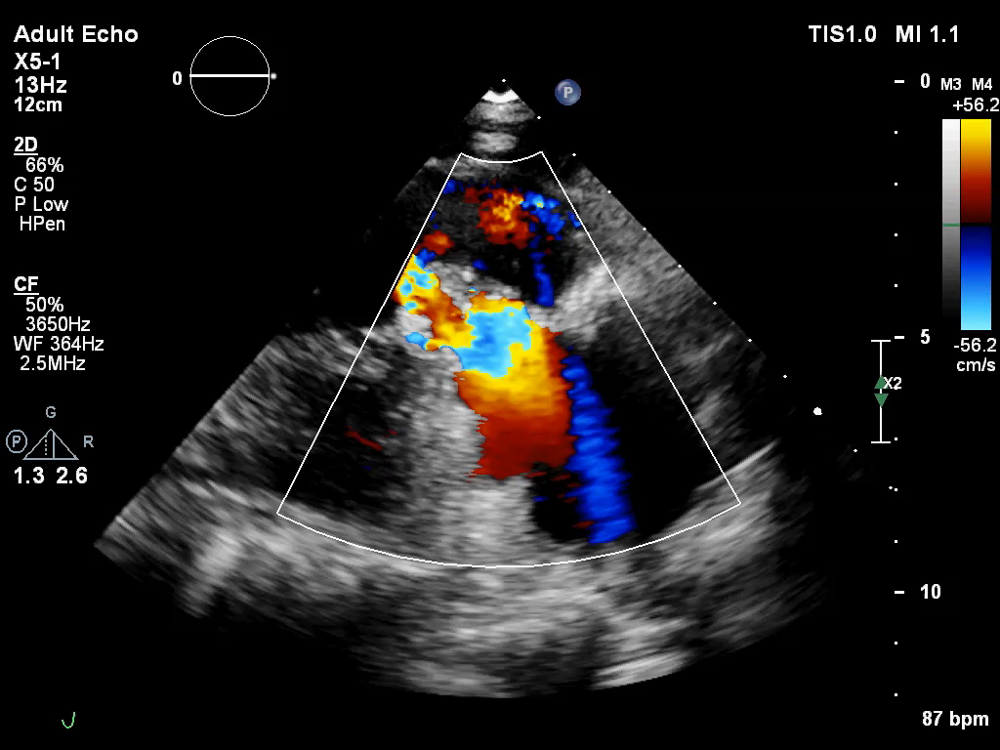 Adult Echo
X5-1
13Hz
12cm
0
2D
66%
C 50
P Low
HPen
CF
50%
3650Hz
WF 364Hz
2.5MHz
G
P R
1.3 2.6
P
TIS1.0 MI 1.1
0
M3 M4
+56.2
5
-56.2
cm/s
X2
10
87 bpm